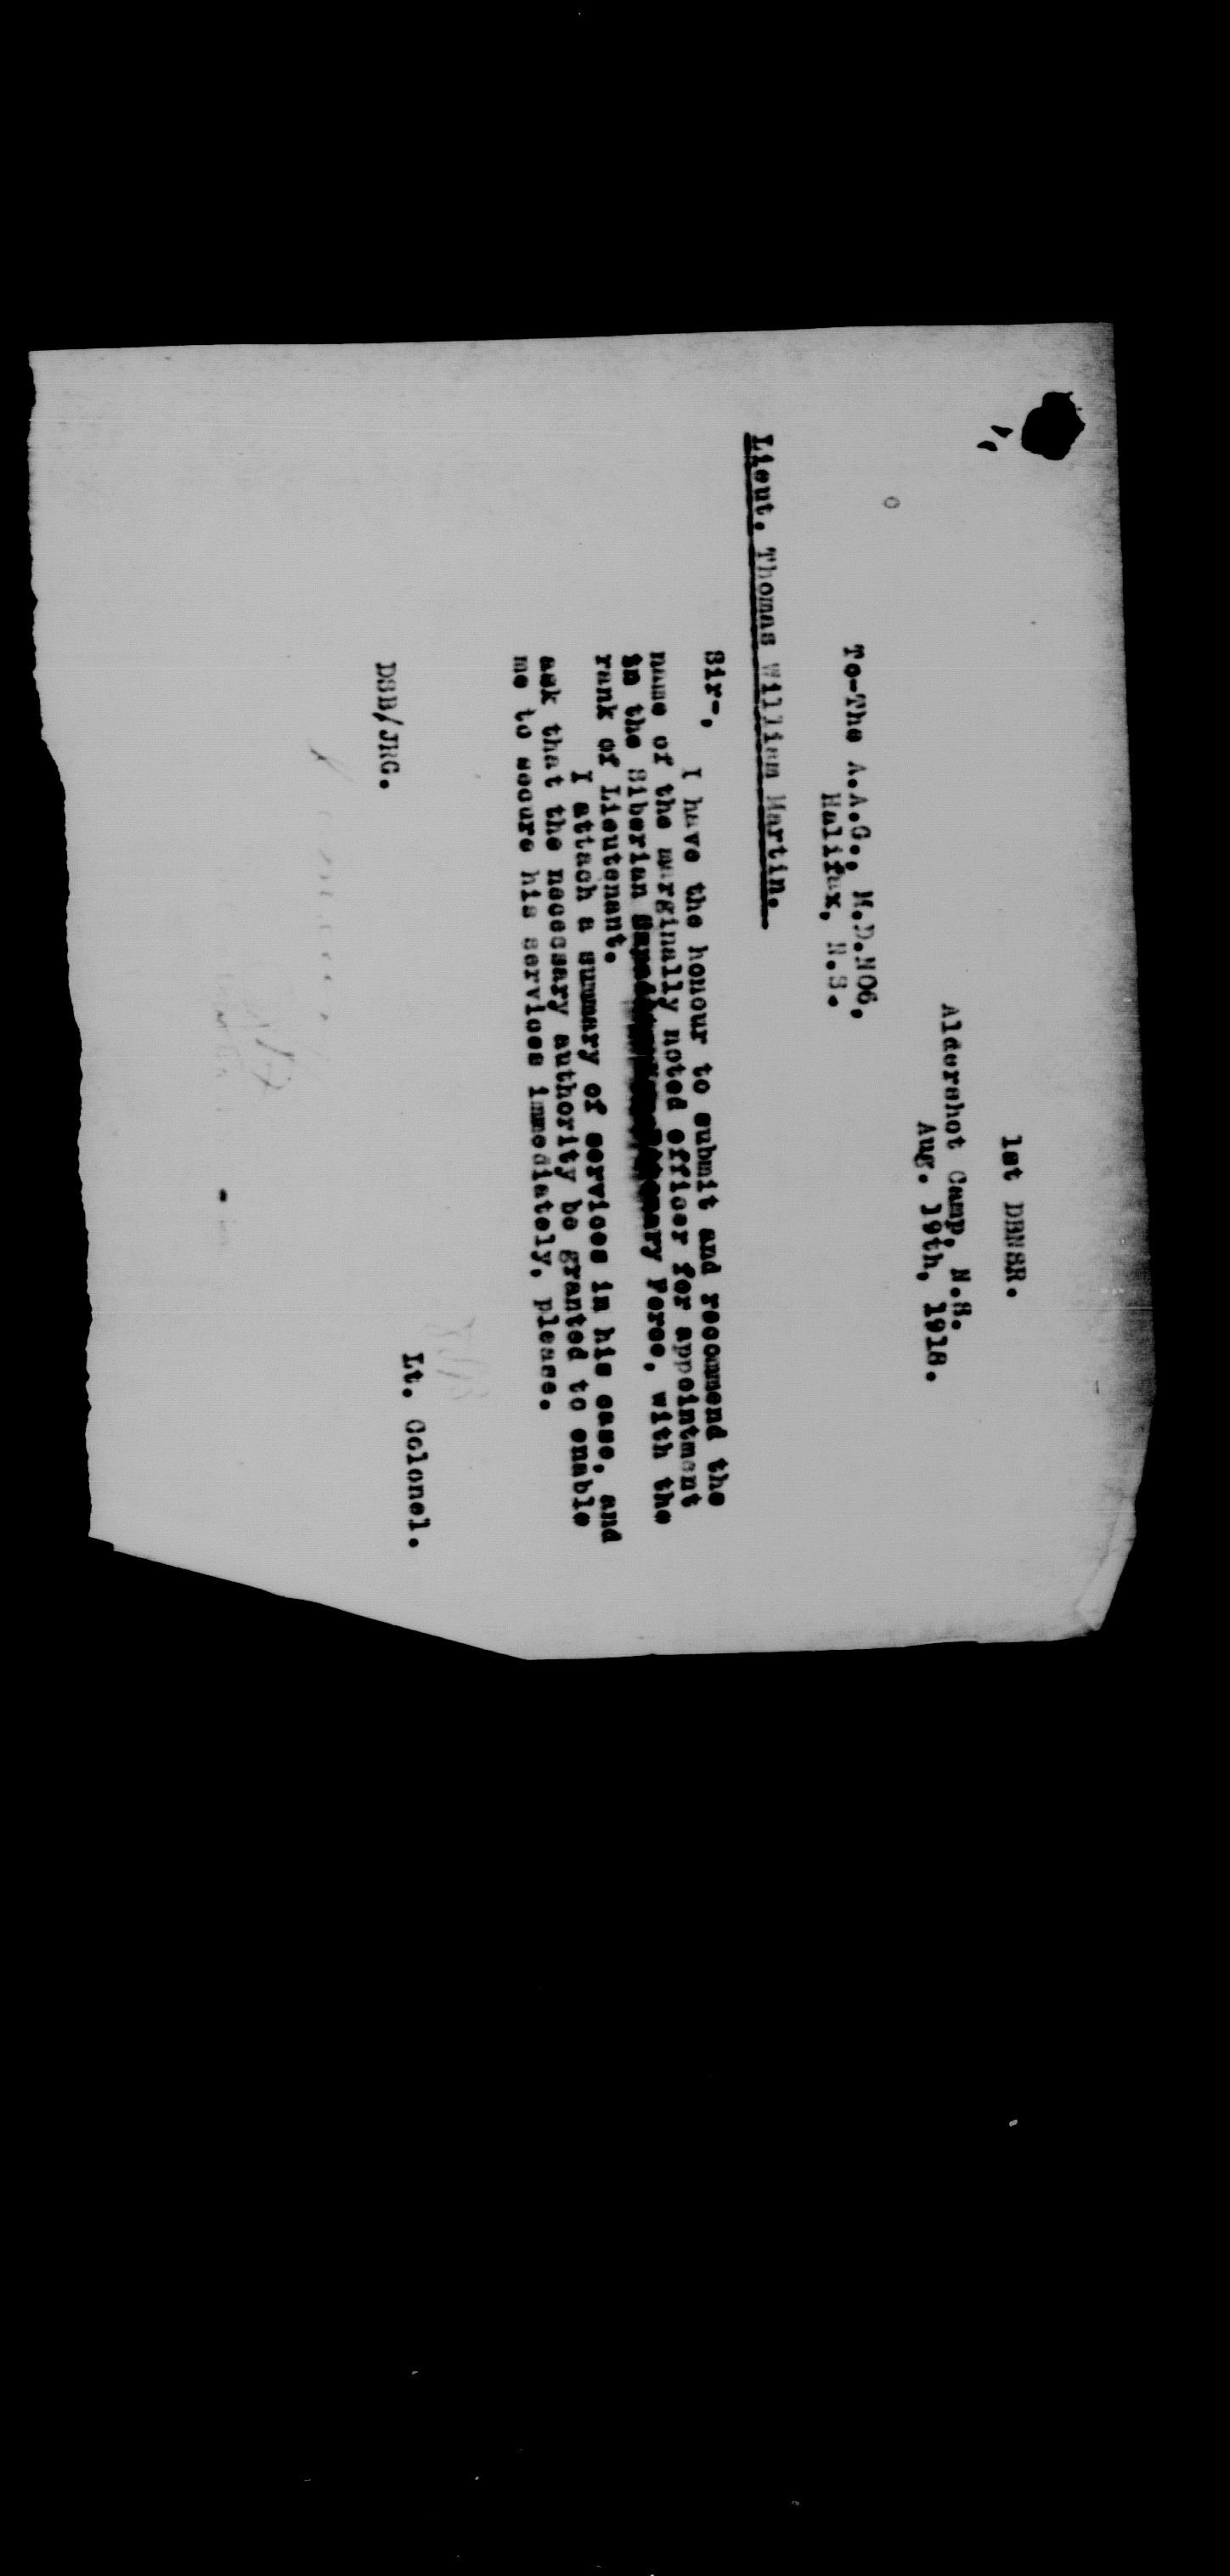 1st DBNSR.
Aldershot Camp, N.S.
Aug. 19th, 1918.
To-The A.A.G., M.D.NO6,
Halifax, N.S.
Lieut. Thomas William Martin.
Sir-,
I have the honour to submit and recommend the
name of the marginally noted officer for appointment
in the Siberian Force, with the
rank of Lieutenant.
I attach a summary of services in his case, and
ask that the necessary authority be granted to enable
me to secure his services immediately, please.
Lt. Colonel.
DSB/JRG.